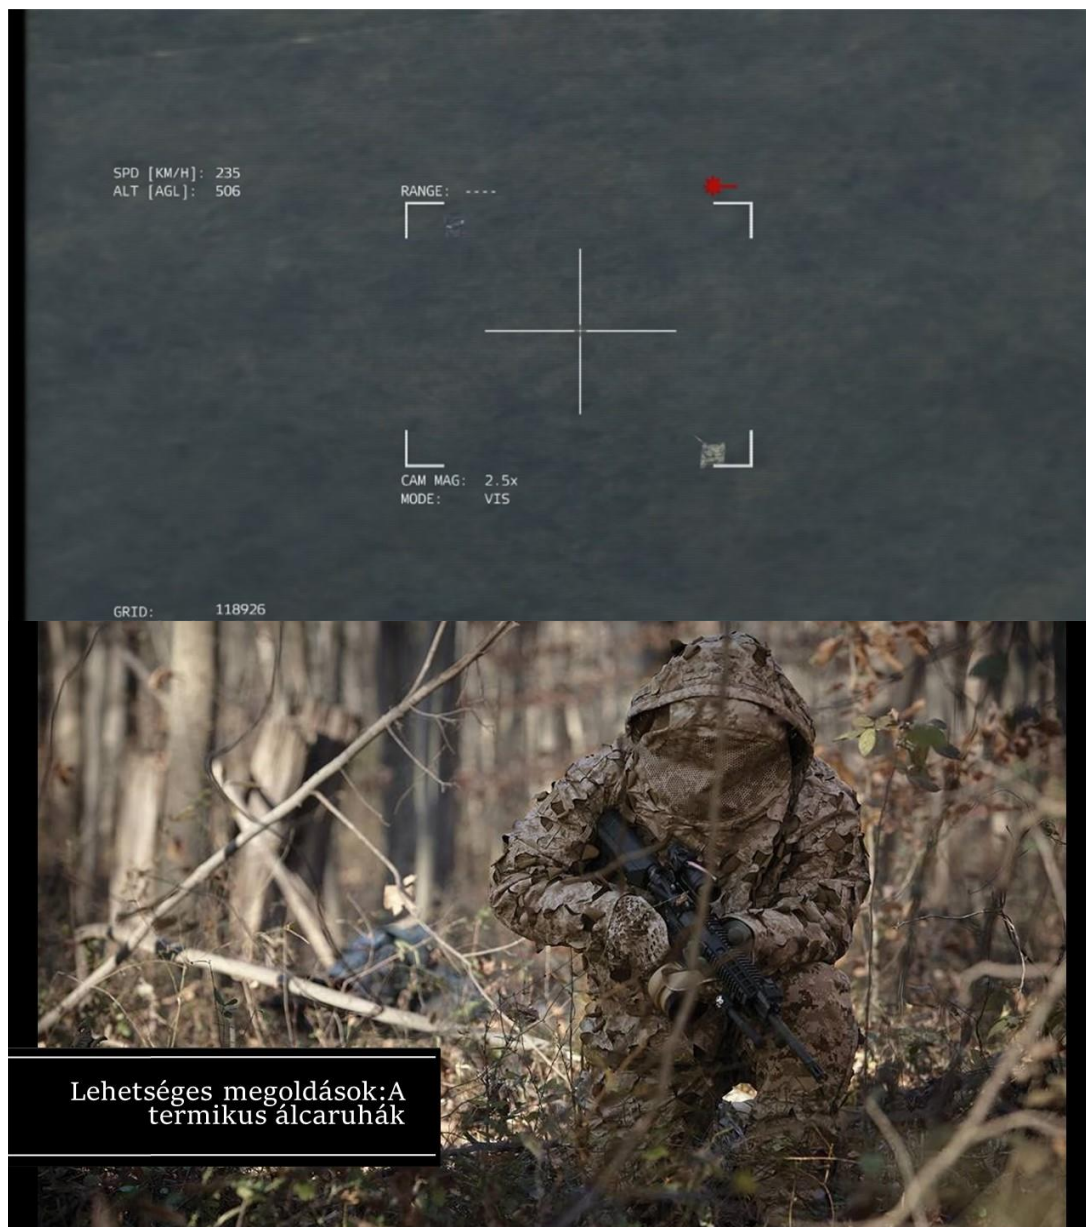 SPD [KM/H]: 235
ALT [AGL]: 506
RANGE: ----
CAM MAG: 2.5x
MODE: VIS
GRID: 118926
Lehetséges megoldások:A
termikus álcaruhák